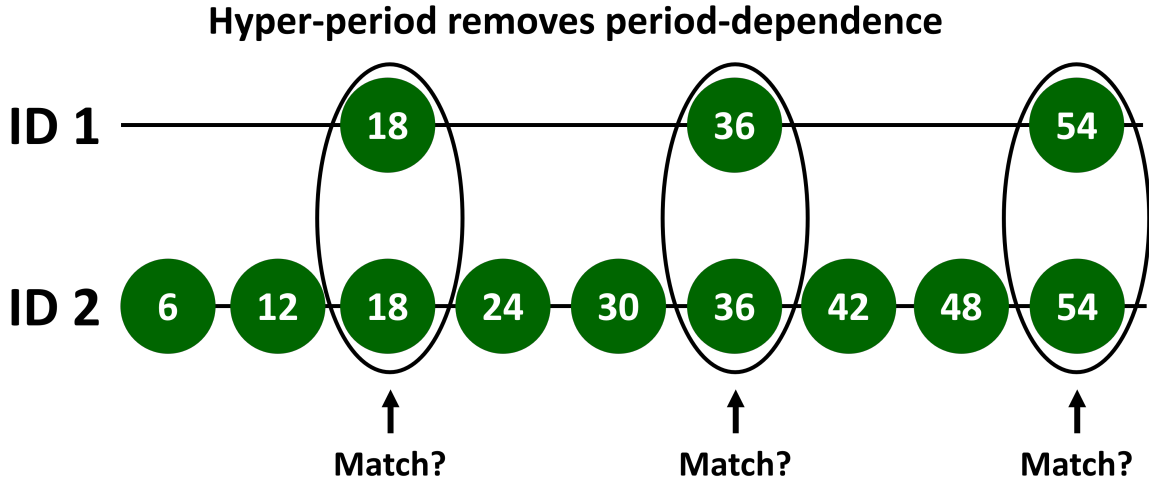 Hyper-period removes period-dependence
ID 1 18 36 54
ID 2 6 12 18 24 30 36 42 48 54
Match? Match? Match?